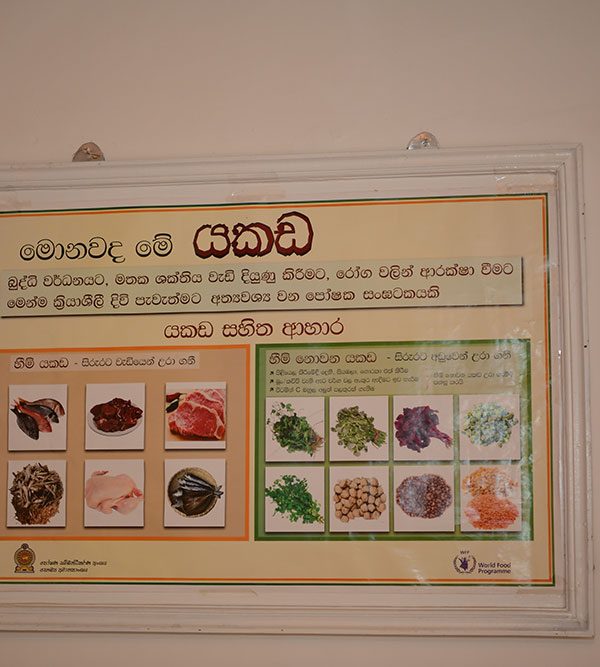 මොනවද මේ යකඩ
බුද්ධි වර්ධනයට, මතක ශක්තිය වැඩි දියුණු කිරීමට, රෝග වලින් ආරක්ෂා වීමට
මෙන්ම ක්‍රියාශීලී දිවි පැවැත්මට අත්‍යවශ්‍ය වන පෝෂක සංඝටකයකි
යකඩ සහිත ආහාර
හීම් යකඩ - සිරුරට වැඩියෙන් උරා ගනී
හීම් නොවන යකඩ - සිරුරට අඩුවෙන් උරා ගනී
World Food
Programme